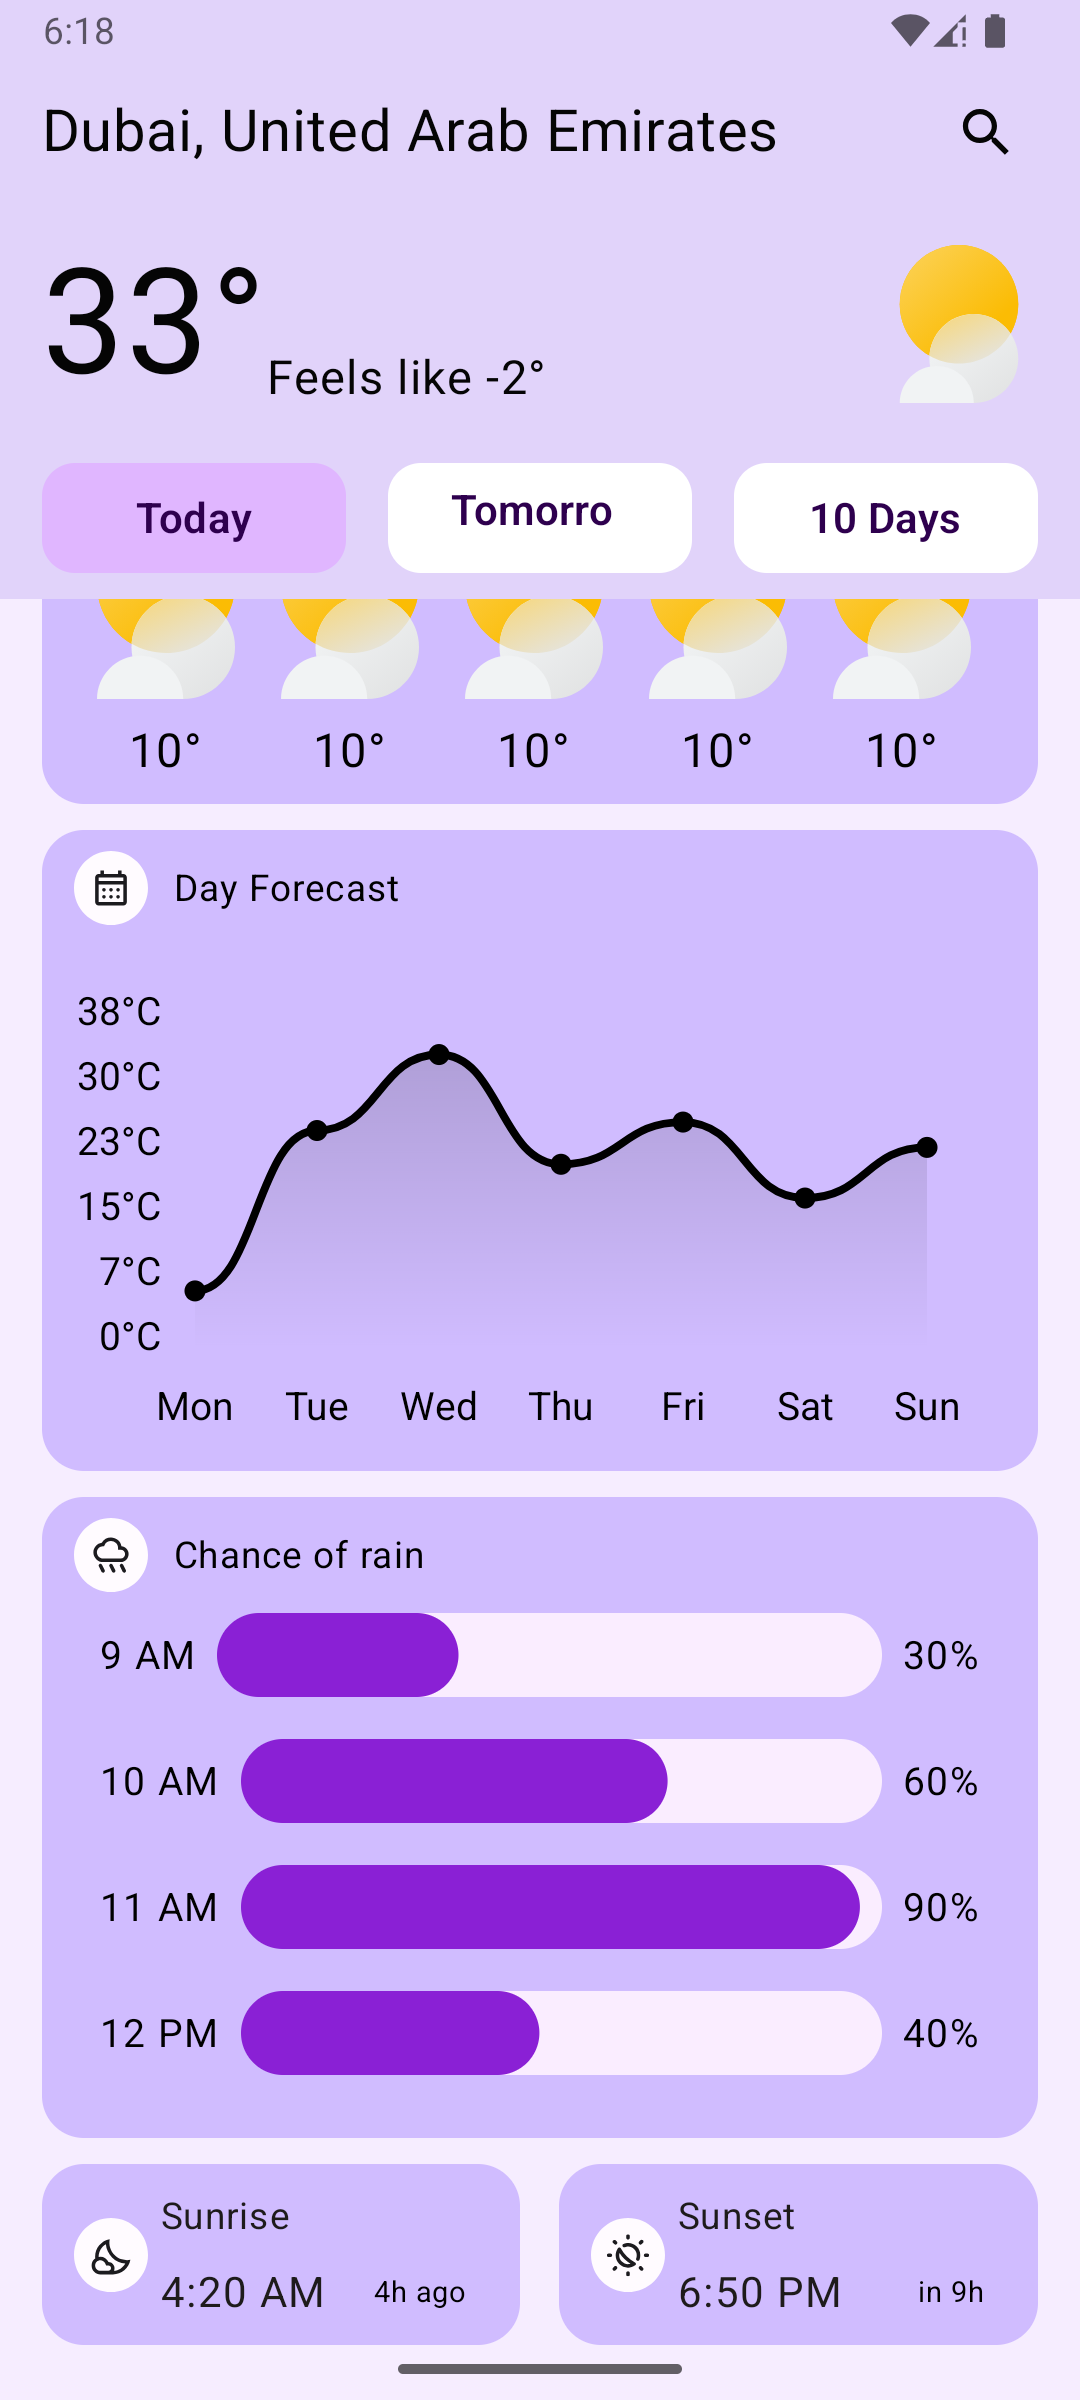 6:18
Dubai, United Arab Emirates
33°
Feels like -2°
Today Tomorro 10 Days
10° 10° 10° 10° 10°
Day Forecast
38°C
30°C
23°C
15°C
7°C
0°C
Mon Tue Wed Thu Fri Sat Sun
Chance of rain
9 AM 30%
10 AM 60%
11 AM 90%
12 PM 40%
Sunrise
4:20 AM 4h ago
Sunset
6:50 PM in 9h